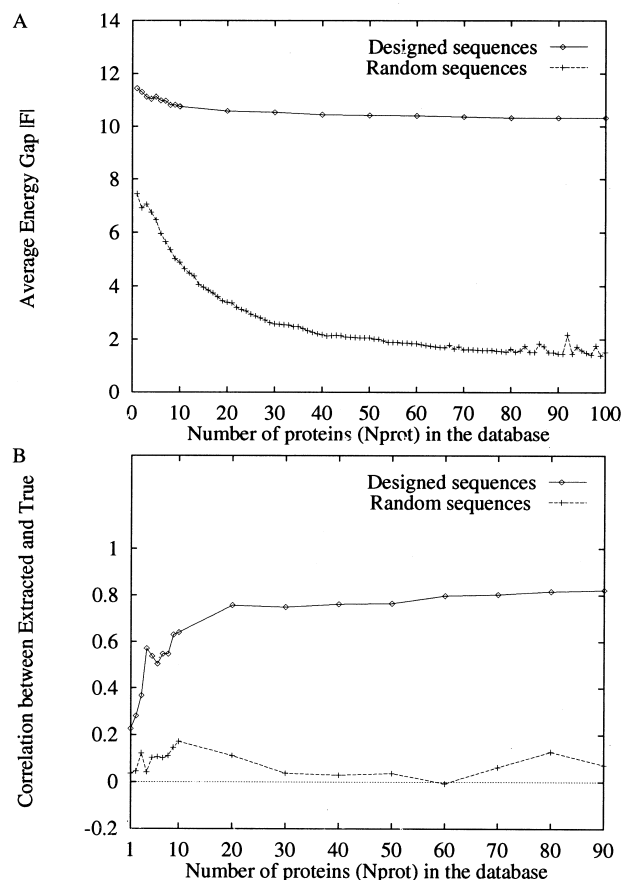 A
14
12
10
8
6
4
2
0
Average Energy Gap |F|
Designed sequences
Random sequences
0 10 20 30 40 50 60 70 80 90 100
Number of proteins (Nprot) in the database
B
1
0.8
0.6
0.4
0.2
0
-0.2
Correlation between Extracted and True
Designed sequences
Random sequences
1 10 20 30 40 50 60 70 80 90
Number of proteins (Nprot) in the database